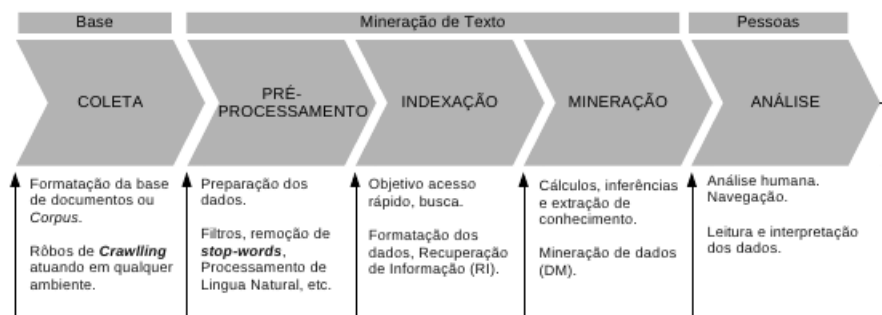 Base
Mineração de Texto
Pessoas
COLETA
PRÉ-
PROCESSAMENTO
INDEXAÇÃO
MINERAÇÃO
ANÁLISE
Formatação da base
de documentos ou
Corpus.
Rôbos de Crawlling
atuando em qualquer
ambiente.
Preparação dos
dados.
Filtros, remoção de
stop-words,
Processamento de
Lingua Natural, etc.
Objetivo acesso
rápido, busca.
Formatação dos
dados, Recuperação
de Informação (RI).
Cálculos, inferências
e extração de
conhecimento.
Mineração de dados
(DM).
Análise humana.
Navegação.
Leitura e interpretação
dos dados.